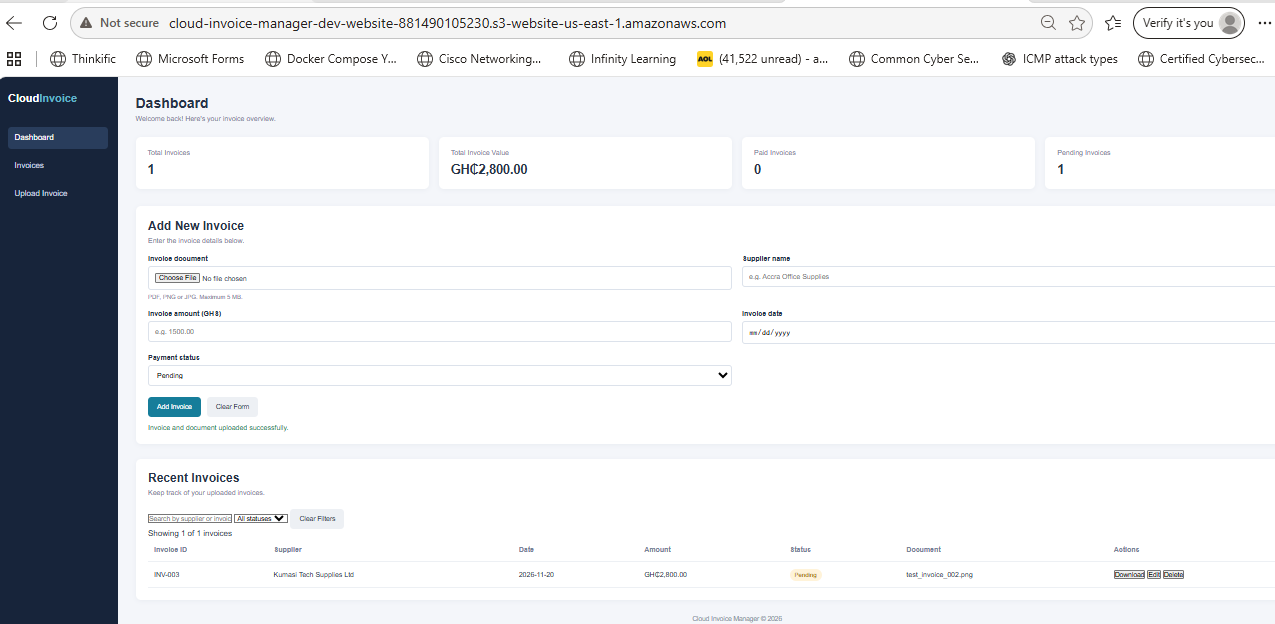 Not secure cloud-invoice-manager-dev-website-881490105230.s3-website-us-east-1.amazonaws.com Verify it's you
Thinkific Microsoft Forms Docker Compose Y... Cisco Networking... Infinity Learning AOL (41,522 unread) - a... Common Cyber Se... ICMP attack types Certified Cybersec...
CloudInvoice
Dashboard
Invoices
Upload Invoice
Dashboard
Welcome back! Here's your invoice overview.
Total Invoices
1
Total Invoice Value
GH₵2,800.00
Paid Invoices
0
Pending Invoices
1
Add New Invoice
Enter the invoice details below.
Invoice document
Choose File No file chosen
PDF, PNG or JPG. Maximum 5 MB.
Supplier name
e.g. Accra Office Supplies
Invoice amount (GHS)
e.g. 1500.00
Invoice date
mm/dd/yyyy
Payment status
Pending
Add Invoice Clear Form
Invoice and document uploaded successfully.
Recent Invoices
Keep track of your uploaded invoices.
Search by supplier or invoic All statuses Clear Filters
Showing 1 of 1 invoices
Invoice ID Supplier Date Amount Status Document Actions
INV-003 Kumasi Tech Supplies Ltd 2026-11-20 GH₵2,800.00 Pending test_invoice_002.png Download Edit Delete
Cloud Invoice Manager © 2026